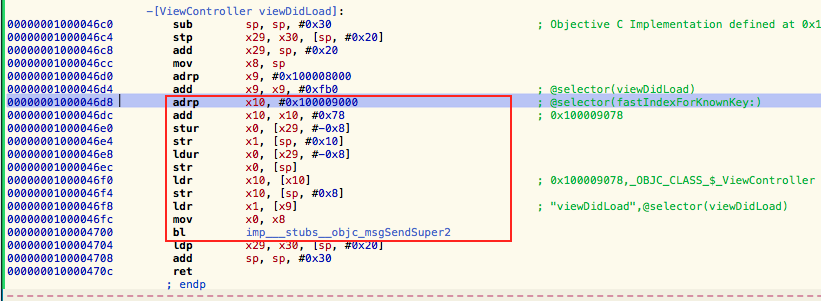 -[ViewController viewDidLoad]:
00000001000046c0 sub sp, sp, #0x30 ; Objective C Implementation defined at 0x1
00000001000046c4 stp x29, x30, [sp, #0x20]
00000001000046c8 add x29, sp, #0x20
00000001000046cc mov x8, sp
00000001000046d0 adrp x9, #0x100008000
00000001000046d4 add x9, x9, #0xfb0 ; @selector(viewDidLoad)
00000001000046d8 adrp x10, #0x100009000 ; @selector(fastIndexForKnownKey:)
00000001000046dc add x10, x10, #0x78 ; 0x100009078
00000001000046e0 stur x0, [x29, #-0x8]
00000001000046e4 str x1, [sp, #0x10]
00000001000046e8 ldur x0, [x29, #-0x8]
00000001000046ec str x0, [sp]
00000001000046f0 ldr x10, [x10] ; 0x100009078,_OBJC_CLASS_$_ViewController
00000001000046f4 str x10, [sp, #0x8]
00000001000046f8 ldr x1, [x9] ; "viewDidLoad",@selector(viewDidLoad)
00000001000046fc mov x0, x8
0000000100004700 bl imp___stubs__objc_msgSendSuper2
0000000100004704 ldp x29, x30, [sp, #0x20]
0000000100004708 add sp, sp, #0x30
000000010000470c ret
; endp